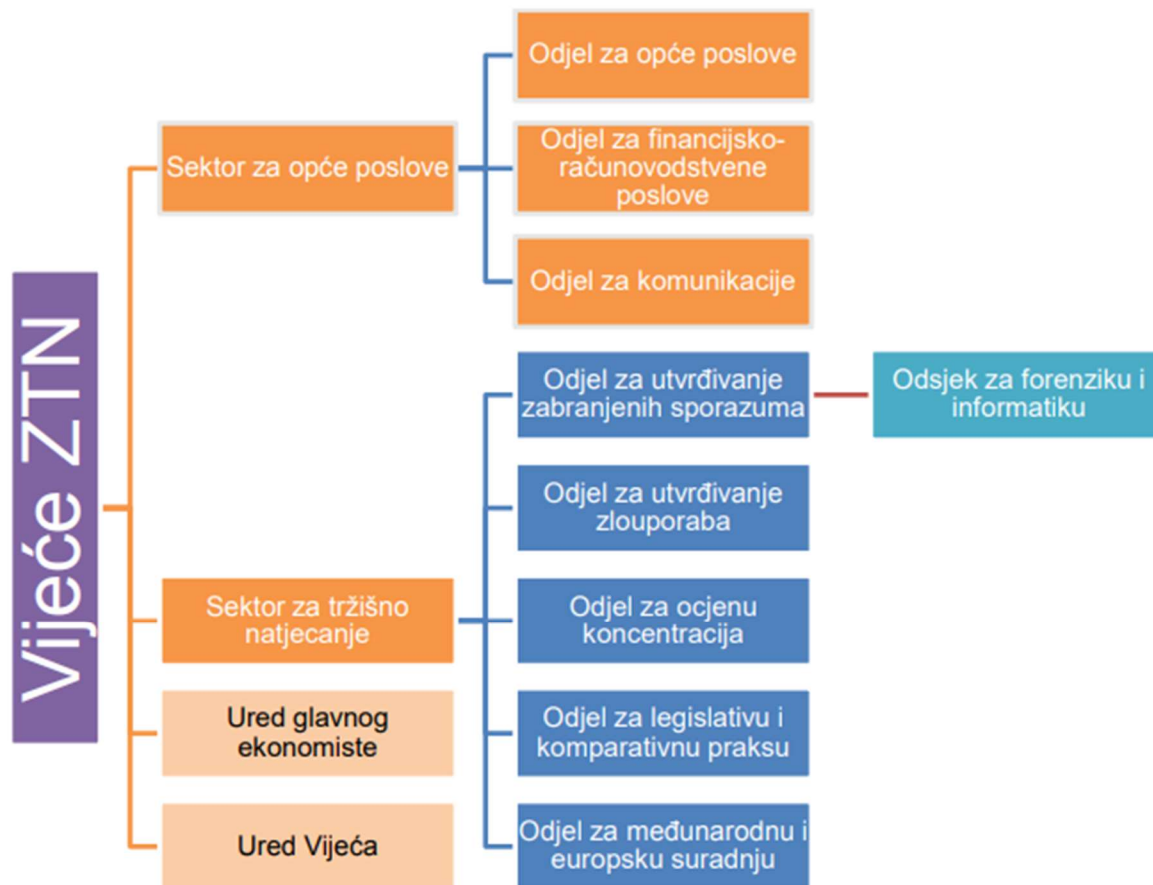 Vijeće ZTN
Sektor za opće poslove
Odjel za opće poslove
Odjel za financijsko-
računovodstvene
poslove
Odjel za komunikacije
Sektor za tržišno
natjecanje
Odjel za utvrđivanje
zabranjenih sporazuma
Odsjek za forenziku i
informatiku
Odjel za utvrđivanje
zlouporaba
Odjel za ocjenu
koncentracija
Odjel za legislativu i
komparativnu praksu
Odjel za međunarodnu i
europsku suradnju
Ured glavnog
ekonomiste
Ured Vijeća